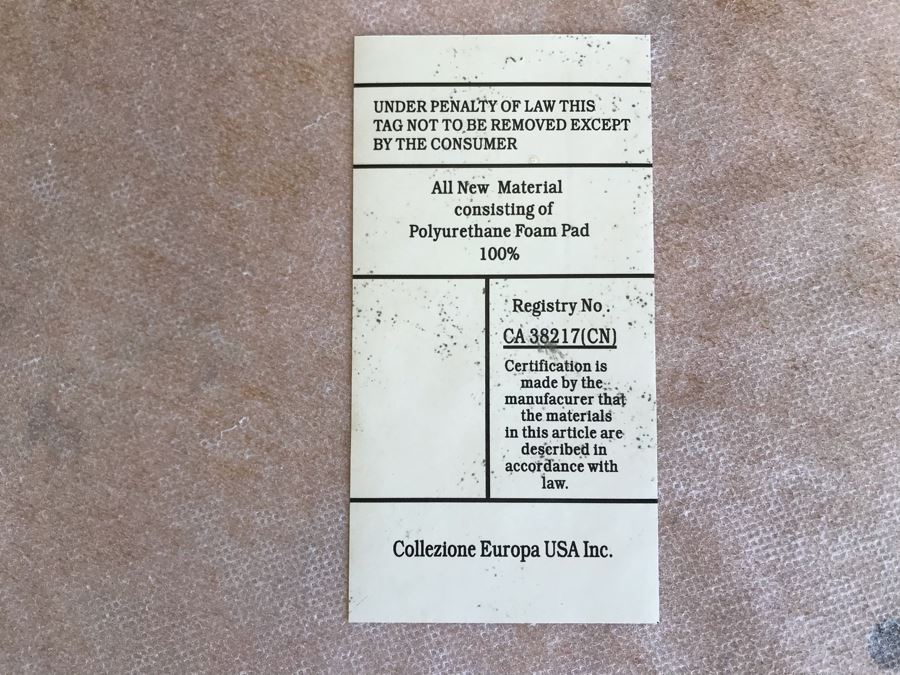 UNDER PENALTY OF LAW THIS
TAG NOT TO BE REMOVED EXCEPT
BY THE CONSUMER
All New Material
consisting of
Polyurethane Foam Pad
100%
Registry No.
CA 38217(CN)
Certification is
made by the
manufacurer that
the materials
in this article are
described in
accordance with
law.
Collezione Europa USA Inc.